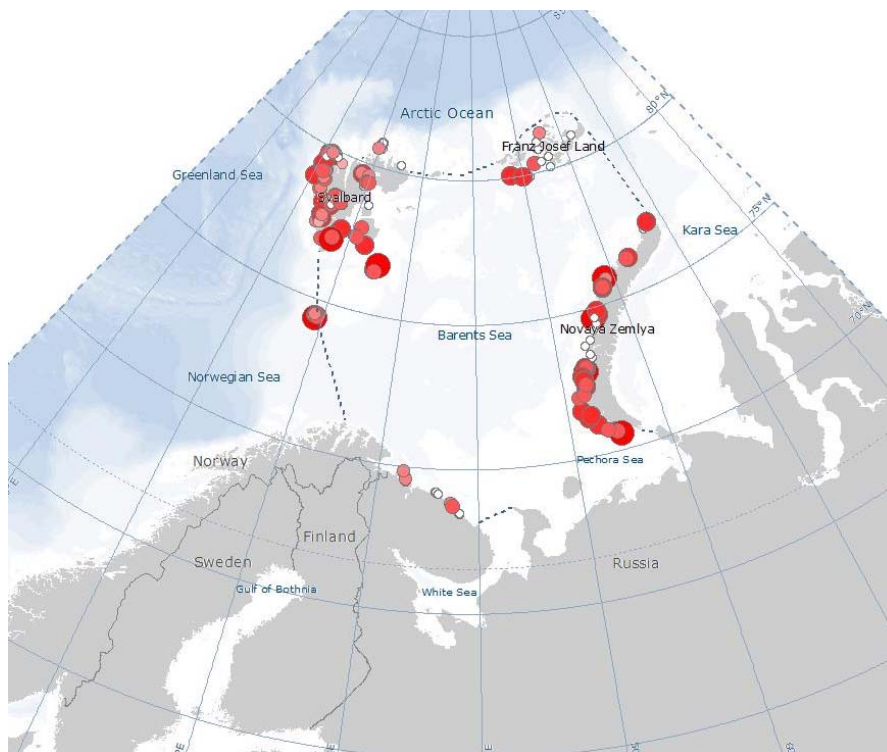 80° N
Arctic Ocean
Franz Josef Land
Greenland Sea
Svalbard
75° N
Kara Sea
70° N
Novaya Zemlya
Barents Sea
Norwegian Sea
Norway
Pechora Sea
Finland
Sweden
Russia
Gulf of Bothnia
White Sea